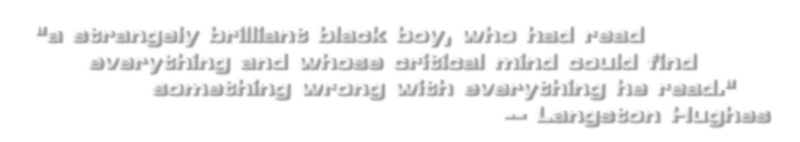 "a strangely brilliant black boy, who had read
everything and whose critical mind could find
something wrong with everything he read."
-- Langston Hughes